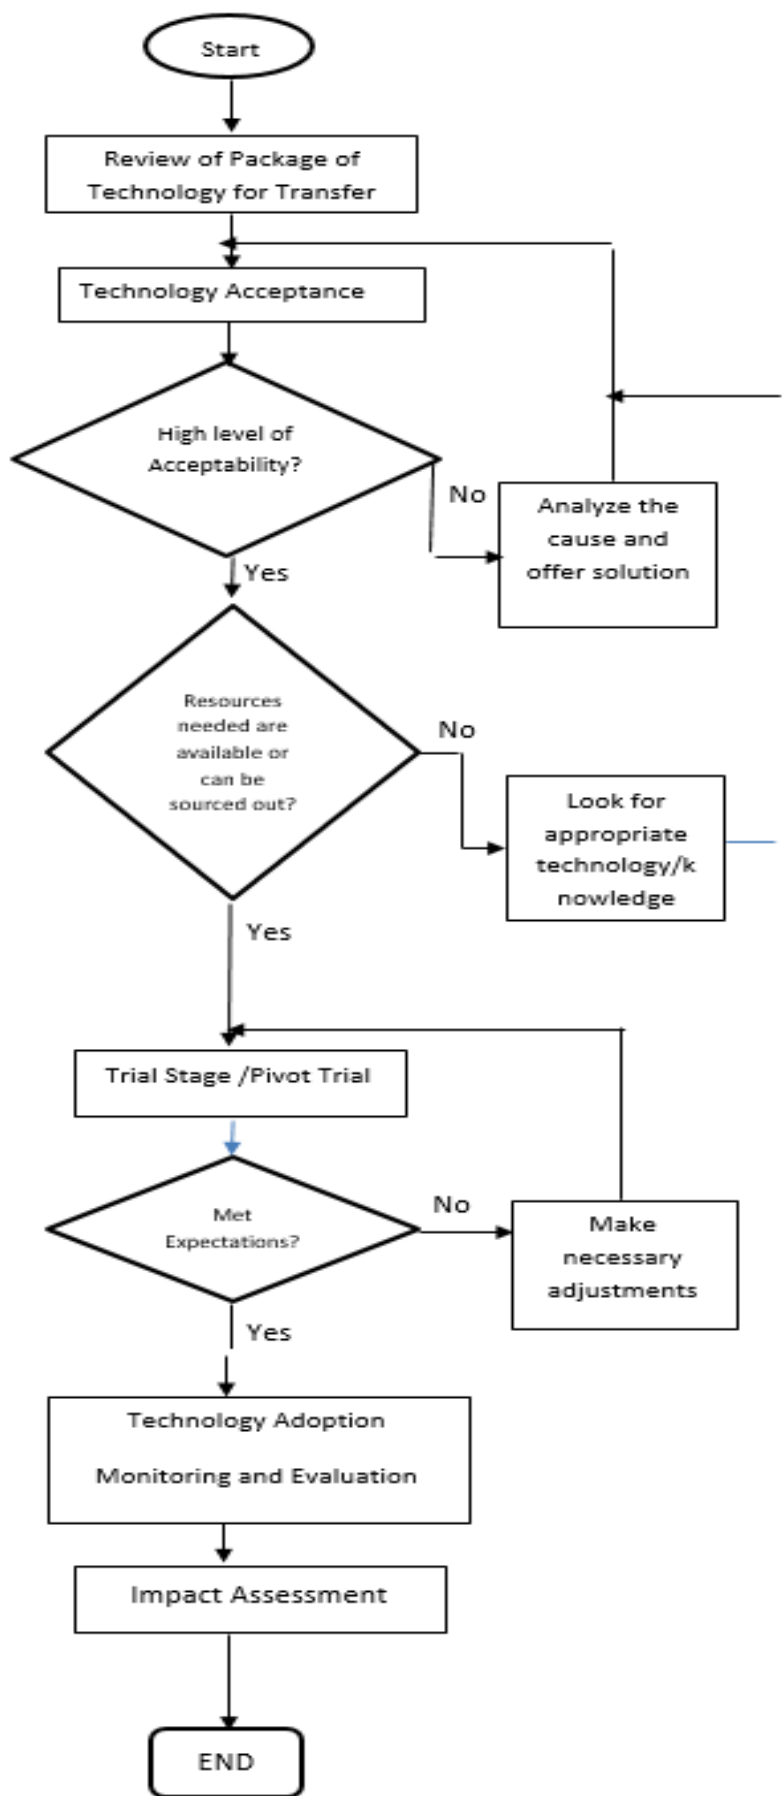 Start
Review of Package of
Technology for Transfer
Technology Acceptance
High level of
Acceptability?
No
Analyze the
cause and
offer solution
Yes
Resources
needed are
available or
can be
sourced out?
No
Look for
appropriate
technology/k
nowledge
Yes
Trial Stage /Pivot Trial
Met
Expectations?
No
Make
necessary
adjustments
Yes
Technology Adoption
Monitoring and Evaluation
Impact Assessment
END